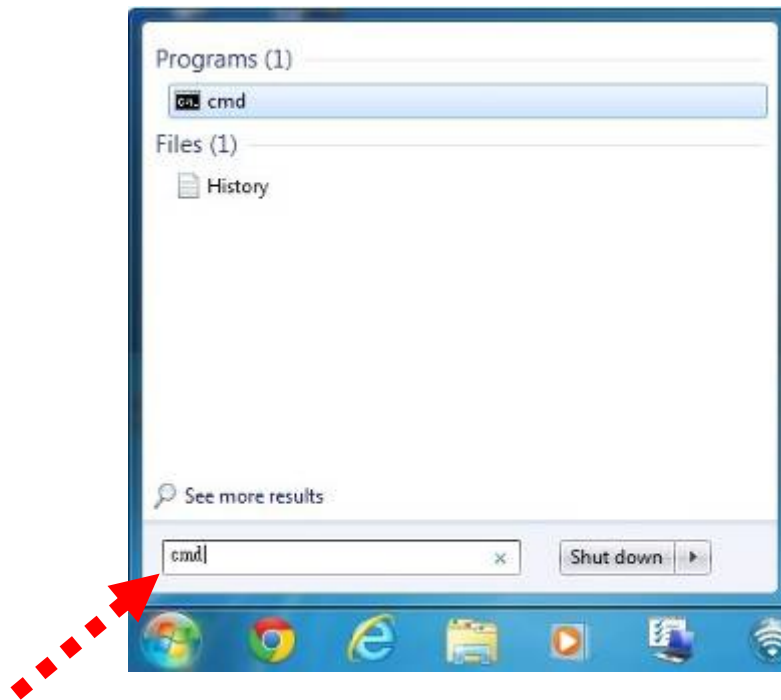 Programs (1)
cmd
Files (1)
History
See more results
cmd
Shut down